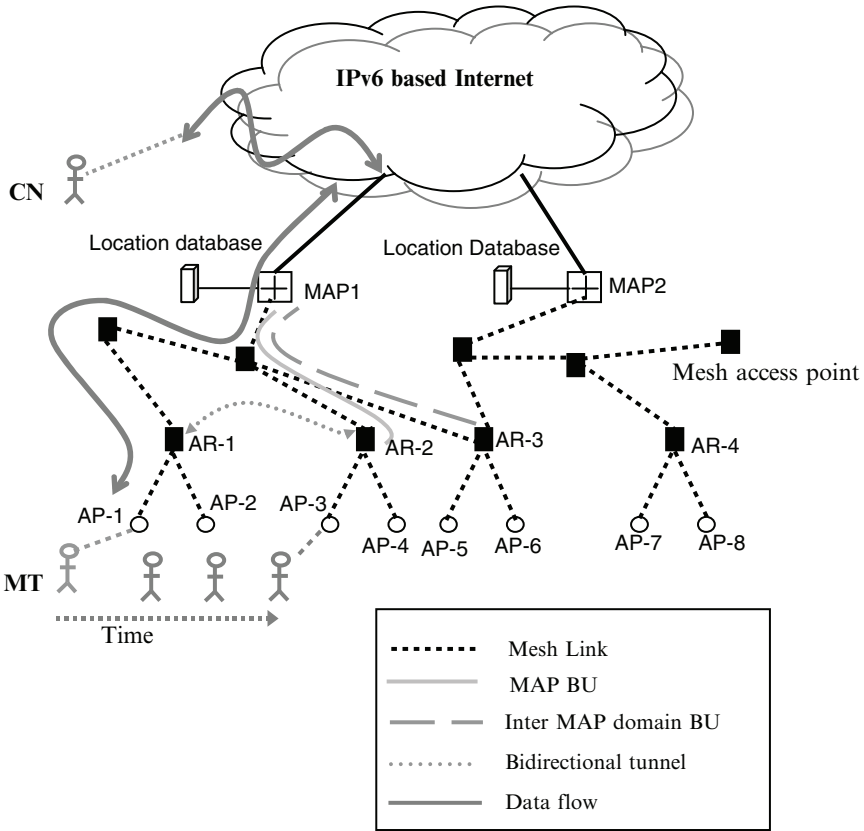 IPv6 based Internet
CN
Location database
Location Database
MAP1
MAP2
Mesh access point
AR-1
AR-2
AR-3
AR-4
AP-1
AP-2
AP-3
AP-4
AP-5
AP-6
AP-7
AP-8
MT
Time
Mesh Link
MAP BU
Inter MAP domain BU
Bidirectional tunnel
Data flow